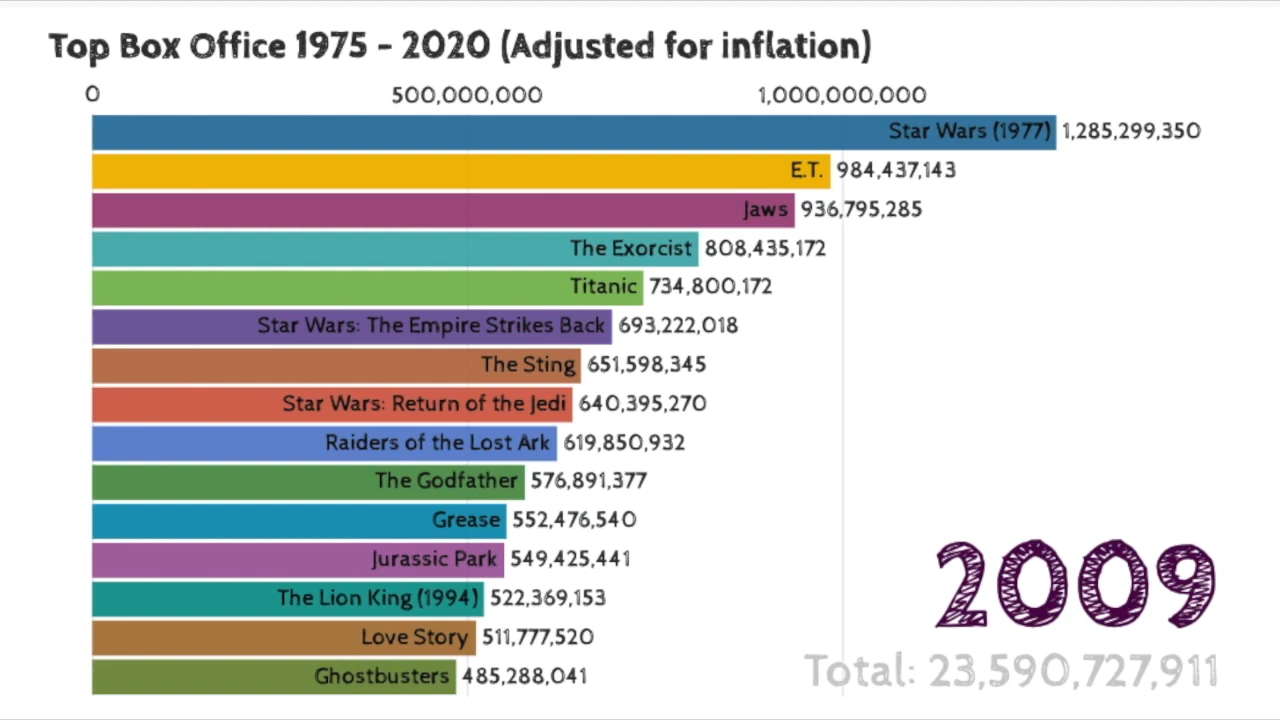 Top Box Office 1975 - 2020 (Adjusted for inflation)
0 500,000,000 1,000,000,000
Star Wars (1977) 1,285,299,350
E.T. 984,437,143
Jaws 936,795,285
The Exorcist 808,435,172
Titanic 734,800,172
Star Wars: The Empire Strikes Back 693,222,018
The Sting 651,598,345
Star Wars: Return of the Jedi 640,395,270
Raiders of the Lost Ark 619,850,932
The Godfather 576,891,377
Grease 552,476,540
Jurassic Park 549,425,441
The Lion King (1994) 522,369,153
Love Story 511,777,520
Ghostbusters 485,288,041
2009
Total: 23,590,727,911